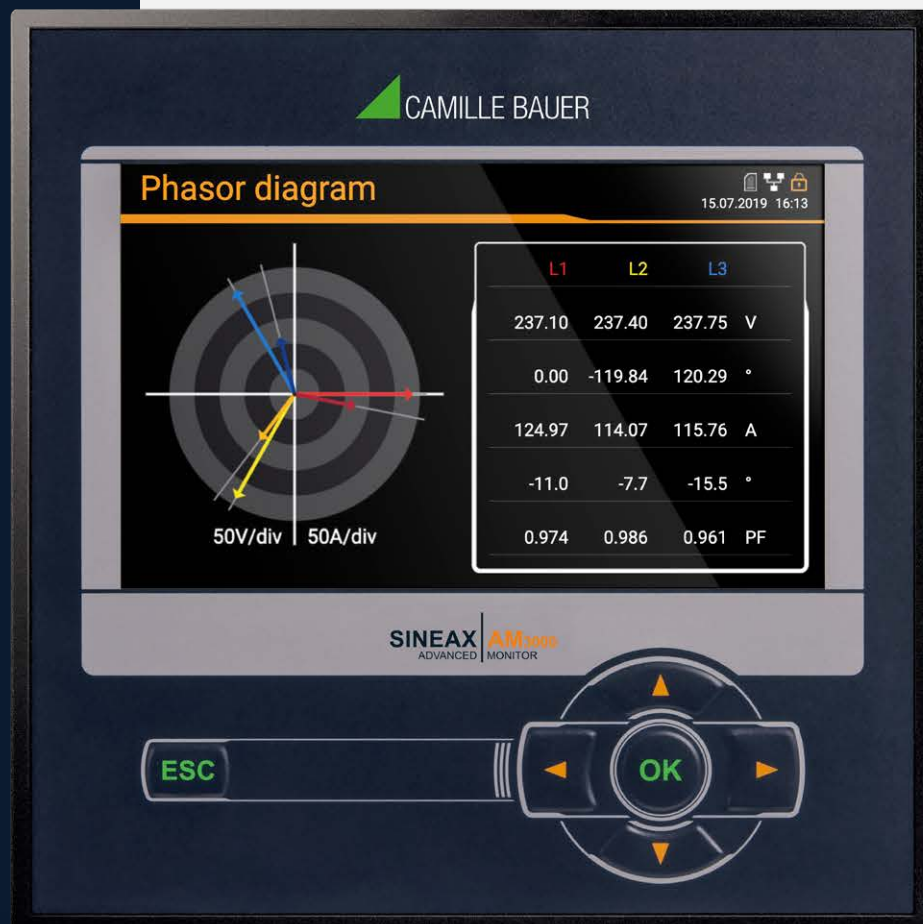 CAMILLE BAUER
Phasor diagram
15.07.2019 16:13
L1 L2 L3
237.10 237.40 237.75 V
0.00 -119.84 120.29 °
124.97 114.07 115.76 A
-11.0 -7.7 -15.5 °
0.974 0.986 0.961 PF
50V/div 50A/div
SINEAX AM3000
ADVANCED MONITOR
ESC
OK